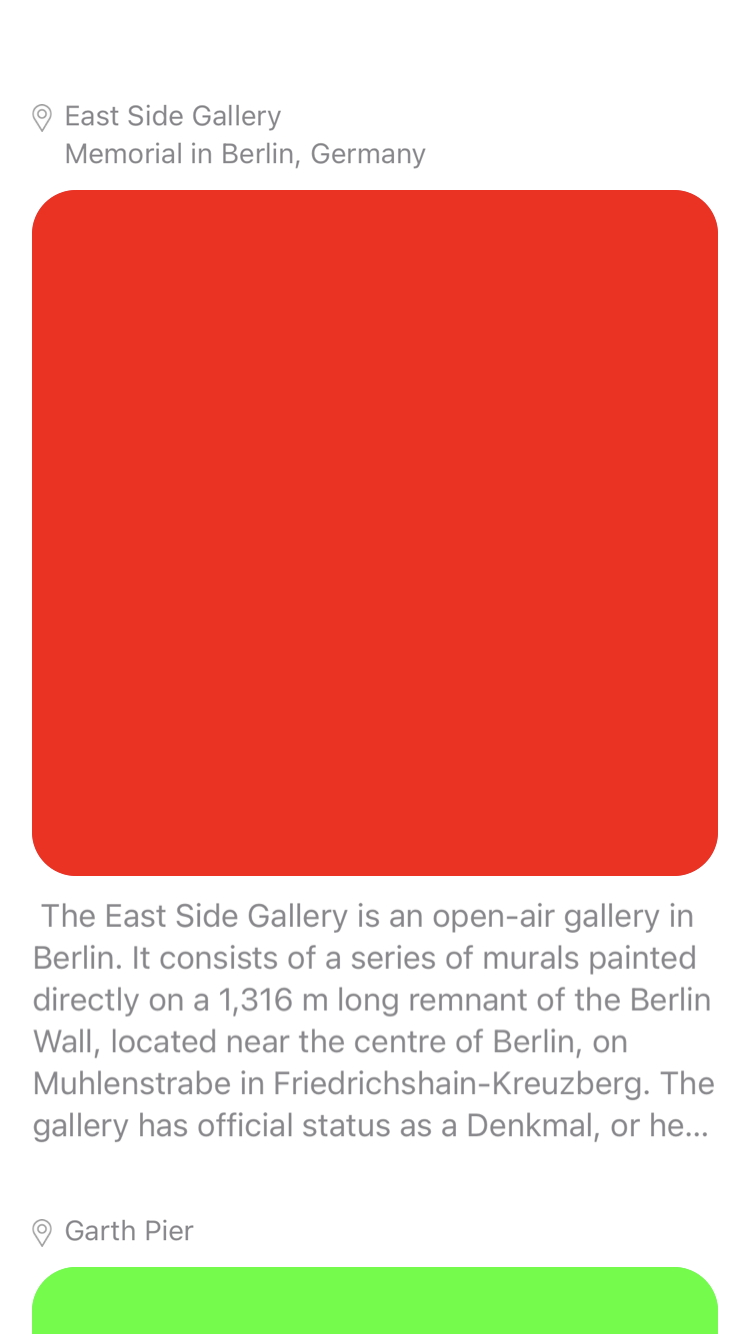 East Side Gallery
Memorial in Berlin, Germany
The East Side Gallery is an open-air gallery in
Berlin. It consists of a series of murals painted
directly on a 1,316 m long remnant of the Berlin
Wall, located near the centre of Berlin, on
Muhlenstrabe in Friedrichshain-Kreuzberg. The
gallery has official status as a Denkmal, or he...
Garth Pier